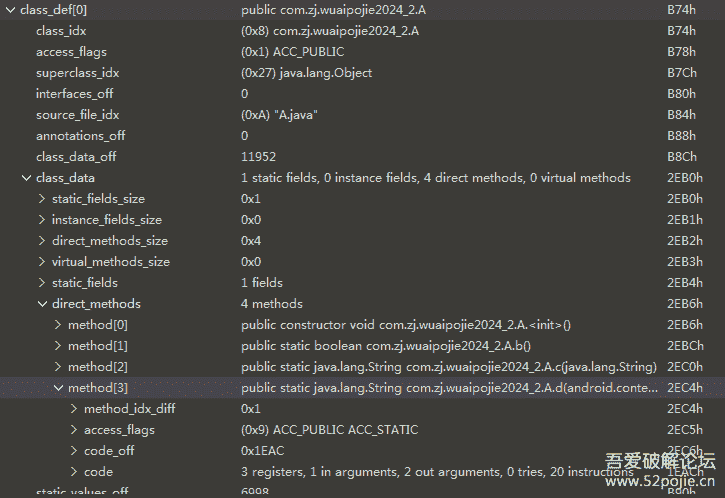 class_def[0] public com.zj.wuaipojie2024_2.A B74h
class_idx (0x8) com.zj.wuaipojie2024_2.A B74h
access_flags (0x1) ACC_PUBLIC B78h
superclass_idx (0x27) java.lang.Object B7Ch
interfaces_off 0 B80h
source_file_idx (0xA) "A.java" B84h
annotations_off 0 B88h
class_data_off 11952 B8Ch
class_data 1 static fields, 0 instance fields, 4 direct methods, 0 virtual methods 2EB0h
static_fields_size 0x1 2EB0h
instance_fields_size 0x0 2EB1h
direct_methods_size 0x4 2EB2h
virtual_methods_size 0x0 2EB3h
static_fields 1 fields 2EB4h
direct_methods 4 methods 2EB6h
method[0] public constructor void com.zj.wuaipojie2024_2.A.<init>() 2EB6h
method[1] public static boolean com.zj.wuaipojie2024_2.A.b() 2EBCh
method[2] public static java.lang.String com.zj.wuaipojie2024_2.A.c(java.lang.String) 2EC0h
method[3] public static java.lang.String com.zj.wuaipojie2024_2.A.d(android.conte... 2EC4h
method_idx_diff 0x1 2EC4h
access_flags (0x9) ACC_PUBLIC ACC_STATIC 2EC5h
code_off 0x1EAC 2EC6h
code 3 registers, 1 in arguments, 2 out arguments, 0 tries, 20 instructions 1EACh
static_values_off 6998 B90h
吾爱破解论坛
www.52pojie.cn